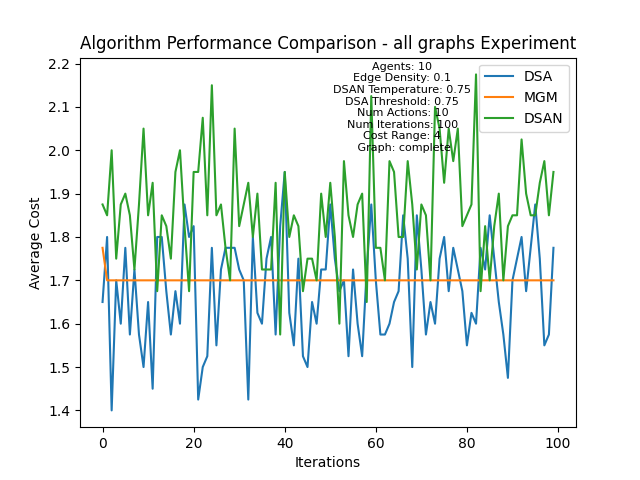 Algorithm Performance Comparison - all graphs Experiment
Agents: 10
Edge Density: 0.1
DSAN Temperature: 0.75
DSA Threshold: 0.75
Num Actions: 10
Num Iterations: 100
Cost Range: 4
Graph: complete
DSA
MGM
DSAN
2.2
2.1
2.0
1.9
1.8
1.7
1.6
1.5
1.4
Average Cost
0
20
40
60
80
100
Iterations